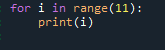 for i in range(11):
    print(i)